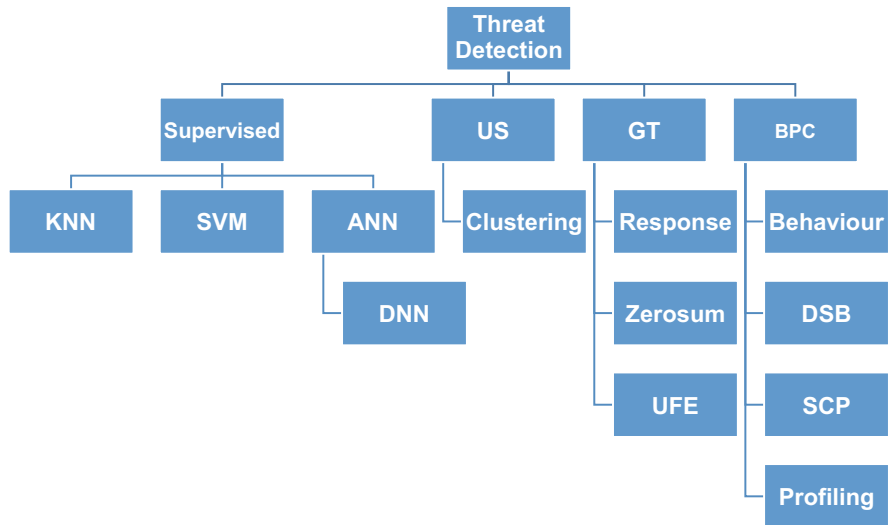 Threat
Detection
Supervised
US
GT
BPC
KNN
SVM
ANN
Clustering
Response
Behaviour
DNN
Zerosum
DSB
UFE
SCP
Profiling